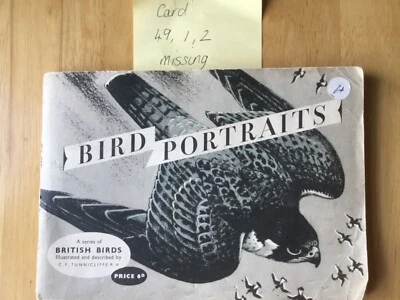 Card
49, 1, 2
missing
BIRD PORTRAITS
A series of
BRITISH BIRDS
Illustrated and described by
C. F. TUNNICLIFFE R.A.
PRICE 6D